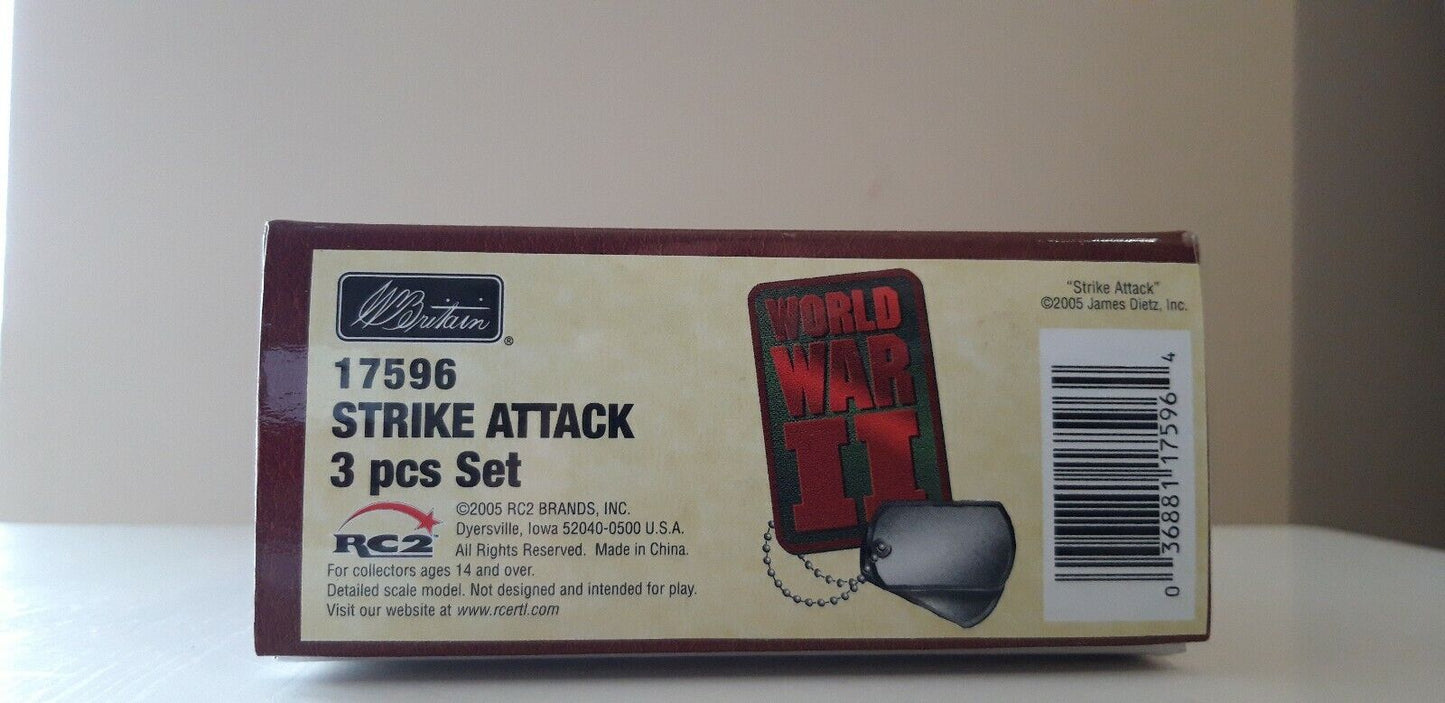 WBritain®
17596
STRIKE ATTACK
3 pcs Set
RC2
©2005 RC2 BRANDS, INC.
Dyersville, Iowa 52040-0500 U.S.A.
All Rights Reserved. Made in China.
For collectors ages 14 and over.
Detailed scale model. Not designed and intended for play.
Visit our website at www.rcertl.com
WORLD
WAR
II
"Strike Attack"
©2005 James Dietz, Inc.
0 36881 17596 4